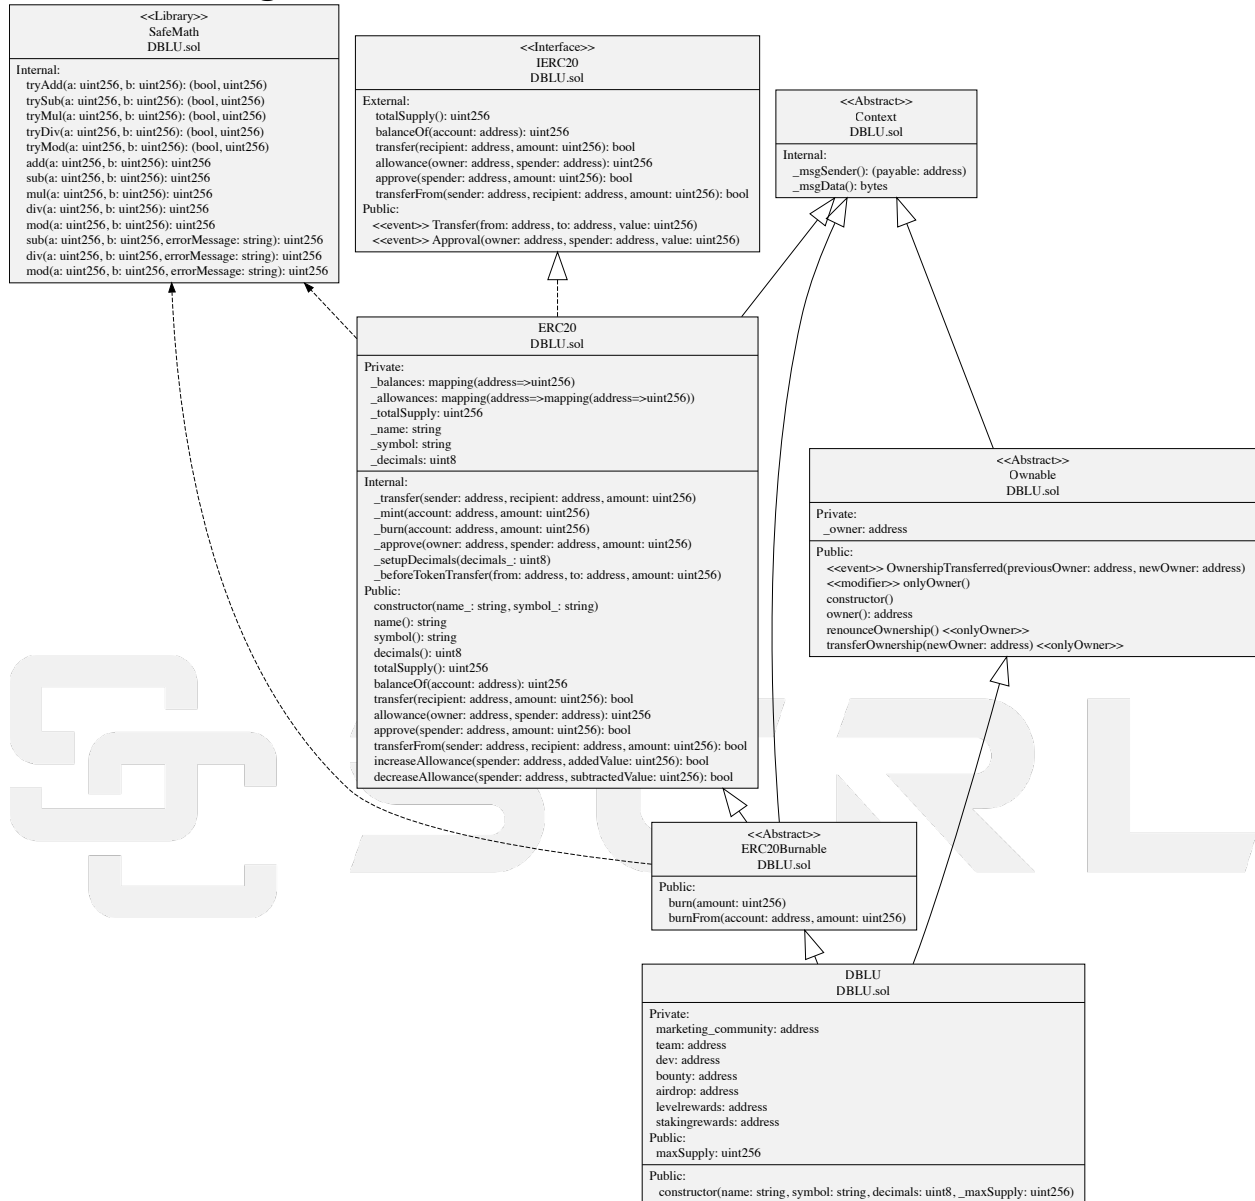 <<Library>>
SafeMath
DBLU.sol
Internal:
tryAdd(a: uint256, b: uint256): (bool, uint256)
trySub(a: uint256, b: uint256): (bool, uint256)
tryMul(a: uint256, b: uint256): (bool, uint256)
tryDiv(a: uint256, b: uint256): (bool, uint256)
tryMod(a: uint256, b: uint256): (bool, uint256)
add(a: uint256, b: uint256): uint256
sub(a: uint256, b: uint256): uint256
mul(a: uint256, b: uint256): uint256
div(a: uint256, b: uint256): uint256
mod(a: uint256, b: uint256): uint256
sub(a: uint256, b: uint256, errorMessage: string): uint256
div(a: uint256, b: uint256, errorMessage: string): uint256
mod(a: uint256, b: uint256, errorMessage: string): uint256
<<Interface>>
IERC20
DBLU.sol
External:
totalSupply(): uint256
balanceOf(account: address): uint256
transfer(recipient: address, amount: uint256): bool
allowance(owner: address, spender: address): uint256
approve(spender: address, amount: uint256): bool
transferFrom(sender: address, recipient: address, amount: uint256): bool
Public:
<<event>> Transfer(from: address, to: address, value: uint256)
<<event>> Approval(owner: address, spender: address, value: uint256)
<<Abstract>>
Context
DBLU.sol
Internal:
_msgSender(): (payable: address)
_msgData(): bytes
ERC20
DBLU.sol
Private:
_balances: mapping(address=>uint256)
_allowances: mapping(address=>mapping(address=>uint256))
_totalSupply: uint256
_name: string
_symbol: string
_decimals: uint8
Internal:
_transfer(sender: address, recipient: address, amount: uint256)
_mint(account: address, amount: uint256)
_burn(account: address, amount: uint256)
_approve(owner: address, spender: address, amount: uint256)
_setupDecimals(decimals_: uint8)
_beforeTokenTransfer(from: address, to: address, amount: uint256)
Public:
constructor(name_: string, symbol_: string)
name(): string
symbol(): string
decimals(): uint8
totalSupply(): uint256
balanceOf(account: address): uint256
transfer(recipient: address, amount: uint256): bool
allowance(owner: address, spender: address): uint256
approve(spender: address, amount: uint256): bool
transferFrom(sender: address, recipient: address, amount: uint256): bool
increaseAllowance(spender: address, addedValue: uint256): bool
decreaseAllowance(spender: address, subtractedValue: uint256): bool
<<Abstract>>
Ownable
DBLU.sol
Private:
_owner: address
Public:
<<event>> OwnershipTransferred(previousOwner: address, newOwner: address)
<<modifier>> onlyOwner()
constructor()
owner(): address
renounceOwnership() <<onlyOwner>>
transferOwnership(newOwner: address) <<onlyOwner>>
<<Abstract>>
ERC20Burnable
DBLU.sol
Public:
burn(amount: uint256)
burnFrom(account: address, amount: uint256)
DBLU
DBLU.sol
Private:
marketing_community: address
team: address
dev: address
bounty: address
airdrop: address
levelrewards: address
stakingrewards: address
Public:
maxSupply: uint256
Public:
constructor(name: string, symbol: string, decimals: uint8, _maxSupply: uint256)